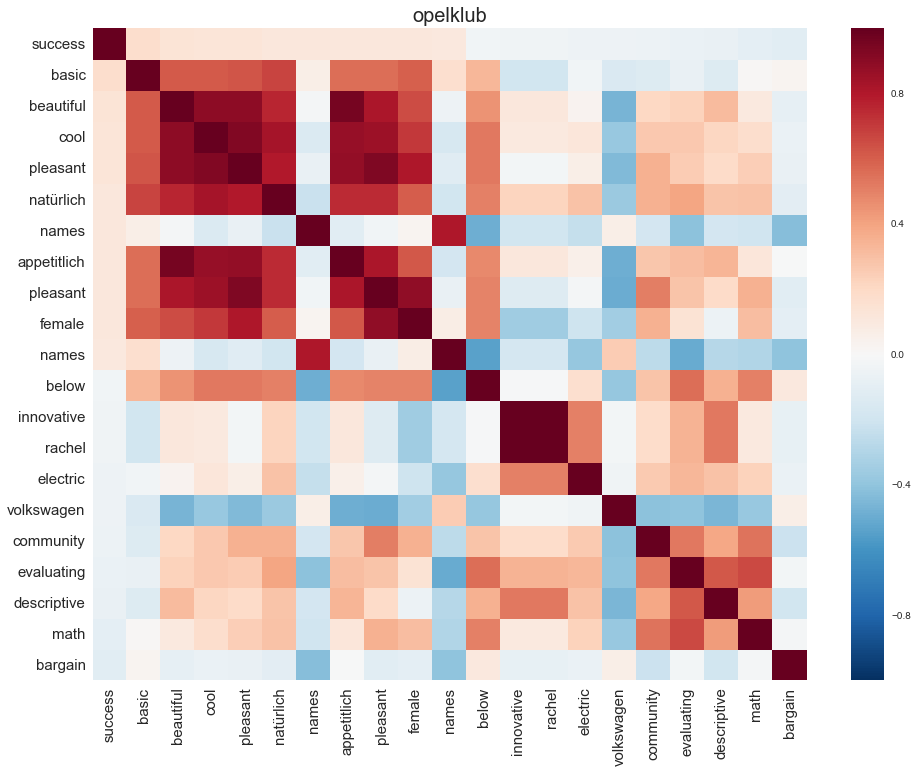 opelklub
success
basic
beautiful
cool
pleasant
natürlich
names
appetitlich
pleasant
female
names
below
innovative
rachel
electric
volkswagen
community
evaluating
descriptive
math
bargain
0.8
0.4
0.0
−0.4
−0.8
success
basic
beautiful
cool
pleasant
natürlich
names
appetitlich
pleasant
female
names
below
innovative
rachel
electric
volkswagen
community
evaluating
descriptive
math
bargain